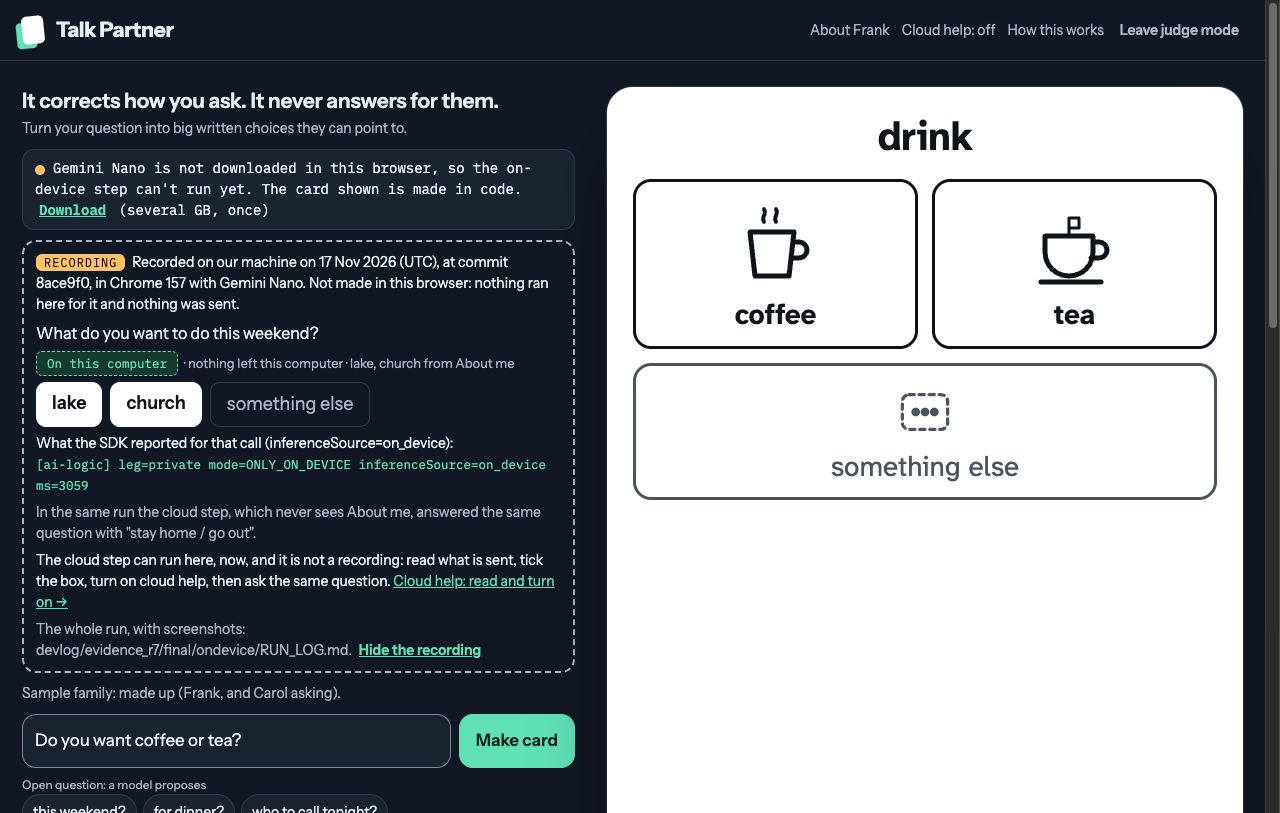 Talk Partner
About Frank
Cloud help: off
How this works
Leave judge mode
It corrects how you ask. It never answers for them.
Turn your question into big written choices they can point to.
Gemini Nano is not downloaded in this browser, so the on-
device step can't run yet. The card shown is made in code.
Download (several GB, once)
RECORDING Recorded on our machine on 17 Nov 2026 (UTC), at commit
8ace9f0, in Chrome 157 with Gemini Nano. Not made in this browser: nothing ran
here for it and nothing was sent.
What do you want to do this weekend?
On this computer · nothing left this computer · lake, church from About me
lake
church
something else
What the SDK reported for that call (inferenceSource=on_device):
[ai-logic] leg=private mode=ONLY_ON_DEVICE inferenceSource=on_device
ms=3059
In the same run the cloud step, which never sees About me, answered the same
question with "stay home / go out".
The cloud step can run here, now, and it is not a recording: read what is sent, tick
the box, turn on cloud help, then ask the same question. Cloud help: read and turn
on →
The whole run, with screenshots:
devlog/evidence_r7/final/ondevice/RUN_LOG.md. Hide the recording
Sample family: made up (Frank, and Carol asking).
Do you want coffee or tea?
Make card
Open question: a model proposes
this weekend?
for dinner?
who to call tonight?
drink
coffee
tea
something else